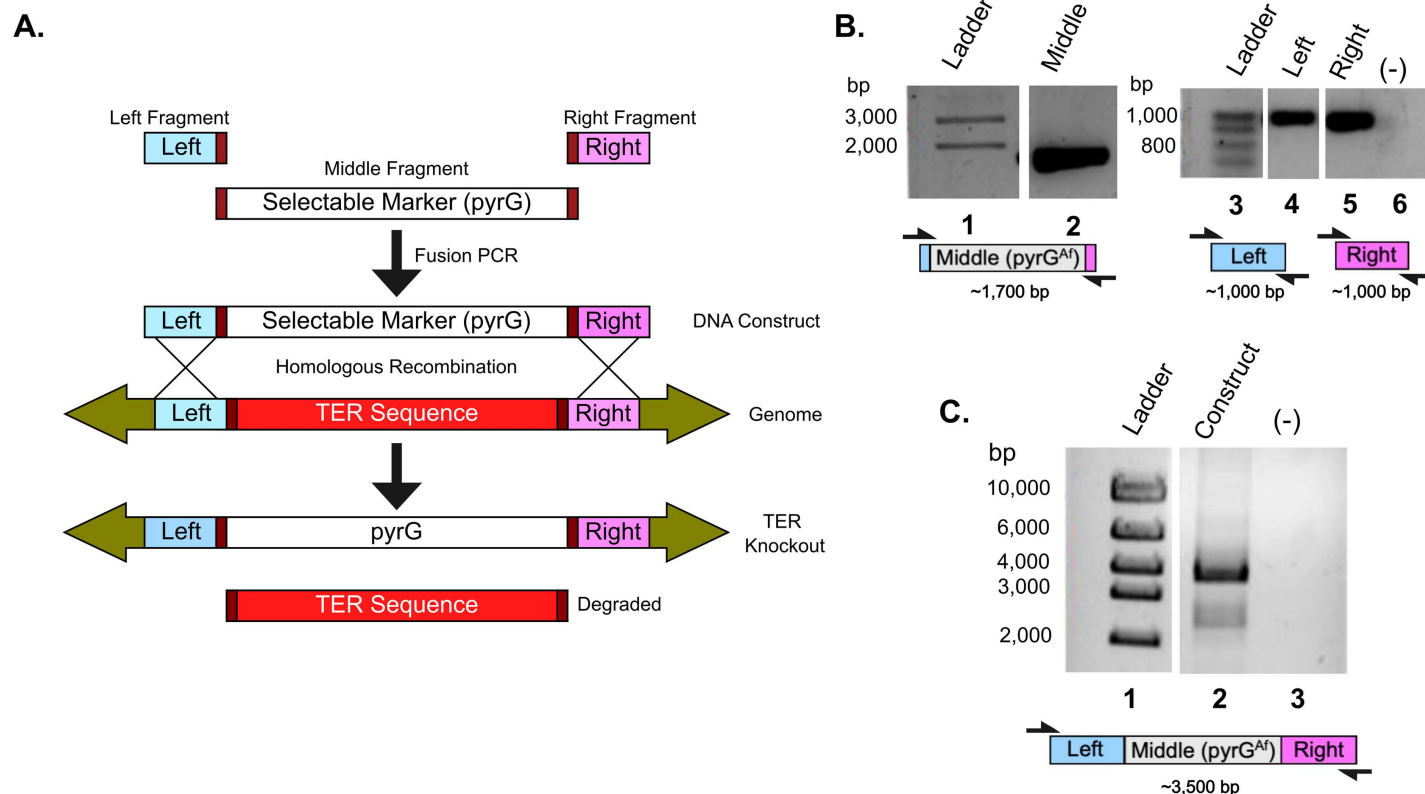 A.
Left Fragment
Right Fragment
Left
Right
Middle Fragment
Selectable Marker (pyrG)
Fusion PCR
Left
Selectable Marker (pyrG)
Right
DNA Construct
Homologous Recombination
Left
TER Sequence
Right
Genome
Left
pyrG
Right
TER
Knockout
TER Sequence
Degraded
B.
Ladder
Middle
bp
3,000
2,000
1
2
Middle (pyrGAf)
~1,700 bp
Ladder
Left
Right
(-)
bp
1,000
800
3
4
5
6
Left
Right
~1,000 bp
~1,000 bp
C.
Ladder
Construct
(-)
bp
10,000
6,000
4,000
3,000
2,000
1
2
3
Left
Middle (pyrGAf)
Right
~3,500 bp